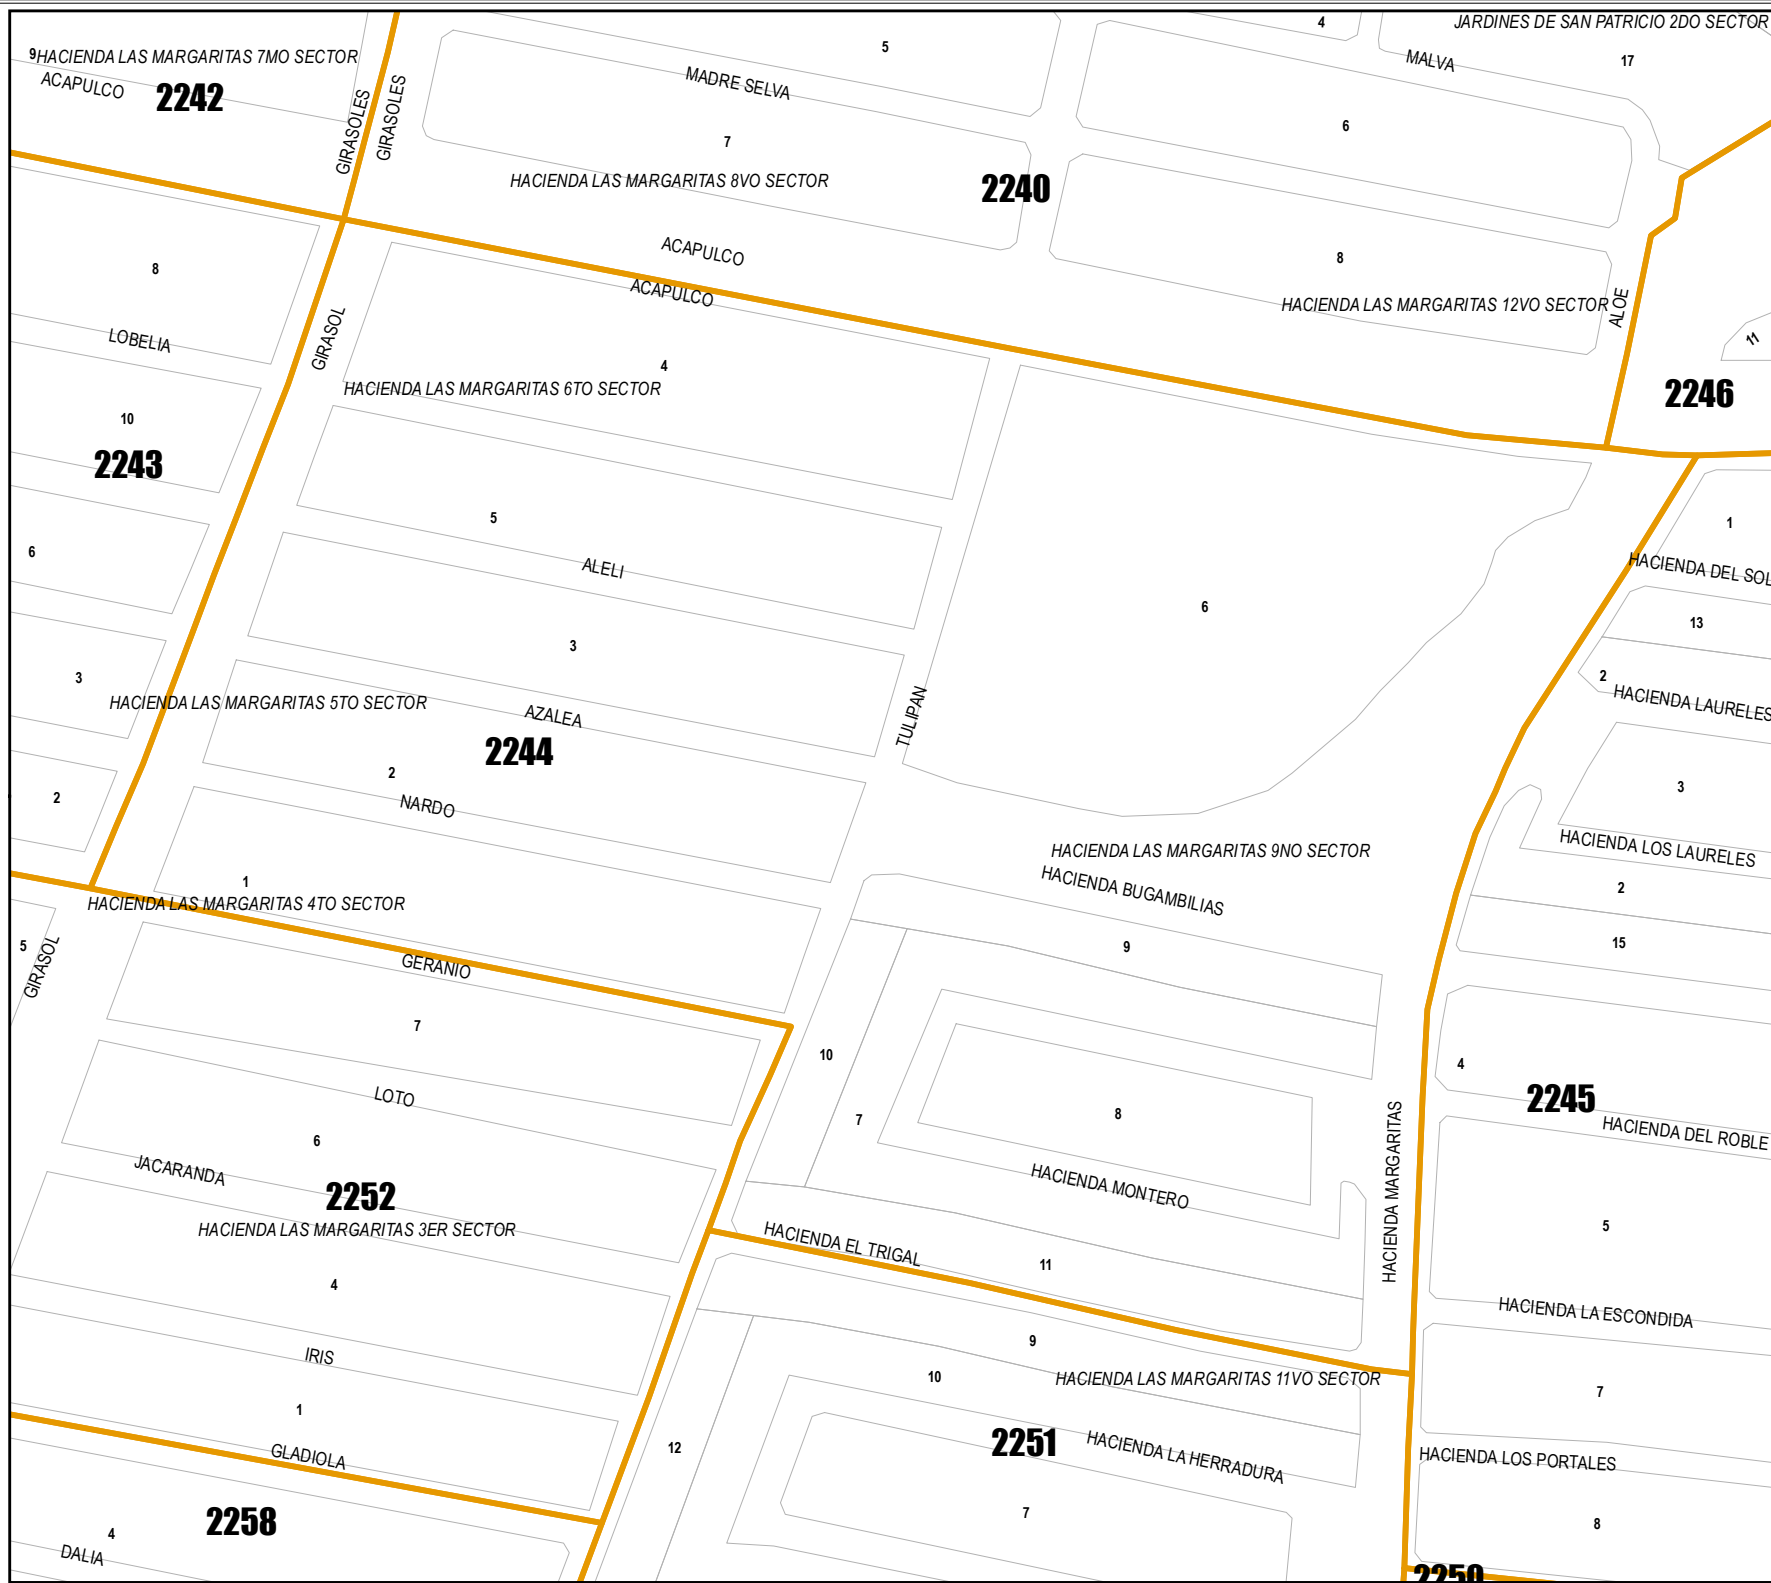 4
JARDINES DE SAN PATRICIO 2DO SECTOR
5
9
HACIENDA LAS MARGARITAS 7MO SECTOR
MALVA
17
ACAPULCO
2242
MADRE SELVA
GIRASOLES
GIRASOLES
6
7
HACIENDA LAS MARGARITAS 8VO SECTOR
2240
ACAPULCO
8
8
ACAPULCO
HACIENDA LAS MARGARITAS 12VO SECTOR
ALOE
LOBELIA
GIRASOL
11
4
HACIENDA LAS MARGARITAS 6TO SECTOR
2246
10
2243
5
1
6
ALELI
HACIENDA DEL SOL
6
13
3
3
2
HACIENDA LAS MARGARITAS 5TO SECTOR
AZALEA
TULIPAN
HACIENDA LAURELES
2244
2
2
NARDO
3
HACIENDA LAS MARGARITAS 9NO SECTOR
HACIENDA LOS LAURELES
1
HACIENDA BUGAMBILIAS
2
HACIENDA LAS MARGARITAS 4TO SECTOR
5
GIRASOL
GERANIO
9
15
7
10
4
LOTO
7
8
2245
6
HACIENDA DEL ROBLE
JACARANDA
2252
HACIENDA MONTERO
HACIENDA MARGARITAS
HACIENDA LAS MARGARITAS 3ER SECTOR
HACIENDA EL TRIGAL
5
4
11
HACIENDA LA ESCONDIDA
IRIS
9
10
HACIENDA LAS MARGARITAS 11VO SECTOR
7
1
12
2251
HACIENDA LA HERRADURA
GLADIOLA
HACIENDA LOS PORTALES
2258
7
4
8
DALIA
2250